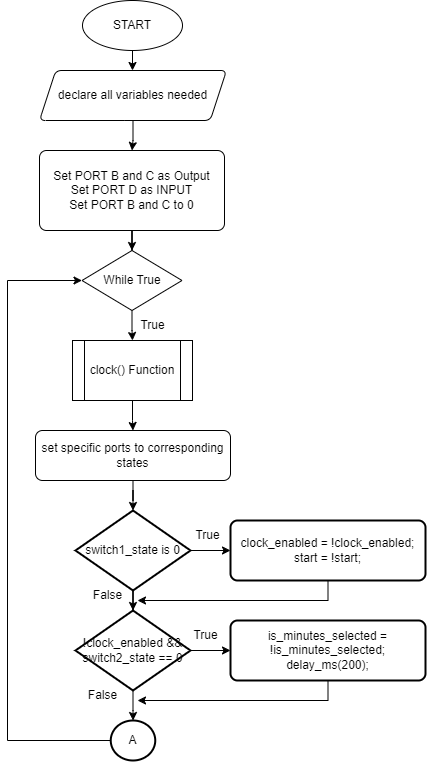 START
declare all variables needed
Set PORT B and C as Output
Set PORT D as INPUT
Set PORT B and C to 0
While True
True
clock() Function
set specific ports to corresponding
states
switch1_state is 0
True
clock_enabled = !clock_enabled;
start = !start;
False
!clock_enabled &&
switch2_state == 0
True
is_minutes_selected =
!is_minutes_selected;
delay_ms(200);
False
A